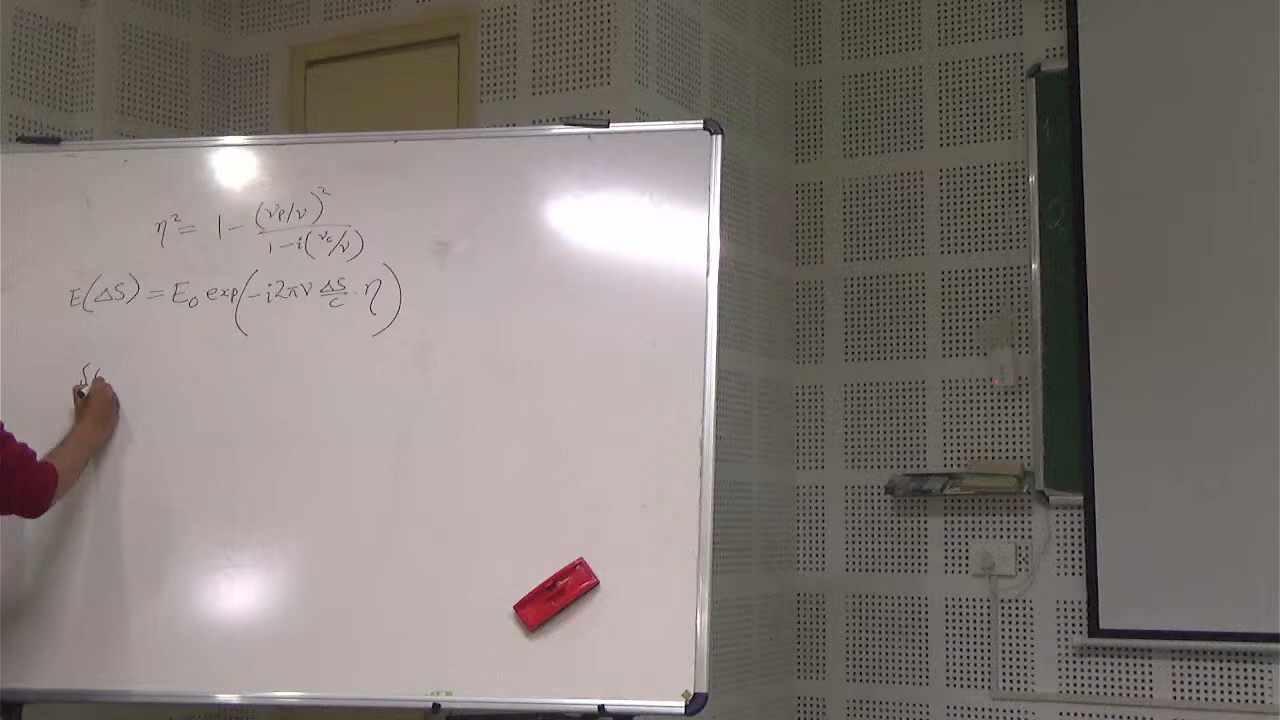 η² = 1 - (νp/ν)² / 1 - i(νc/ν)
E(ΔS) = E₀ exp(-i2πν ΔS/c · η)